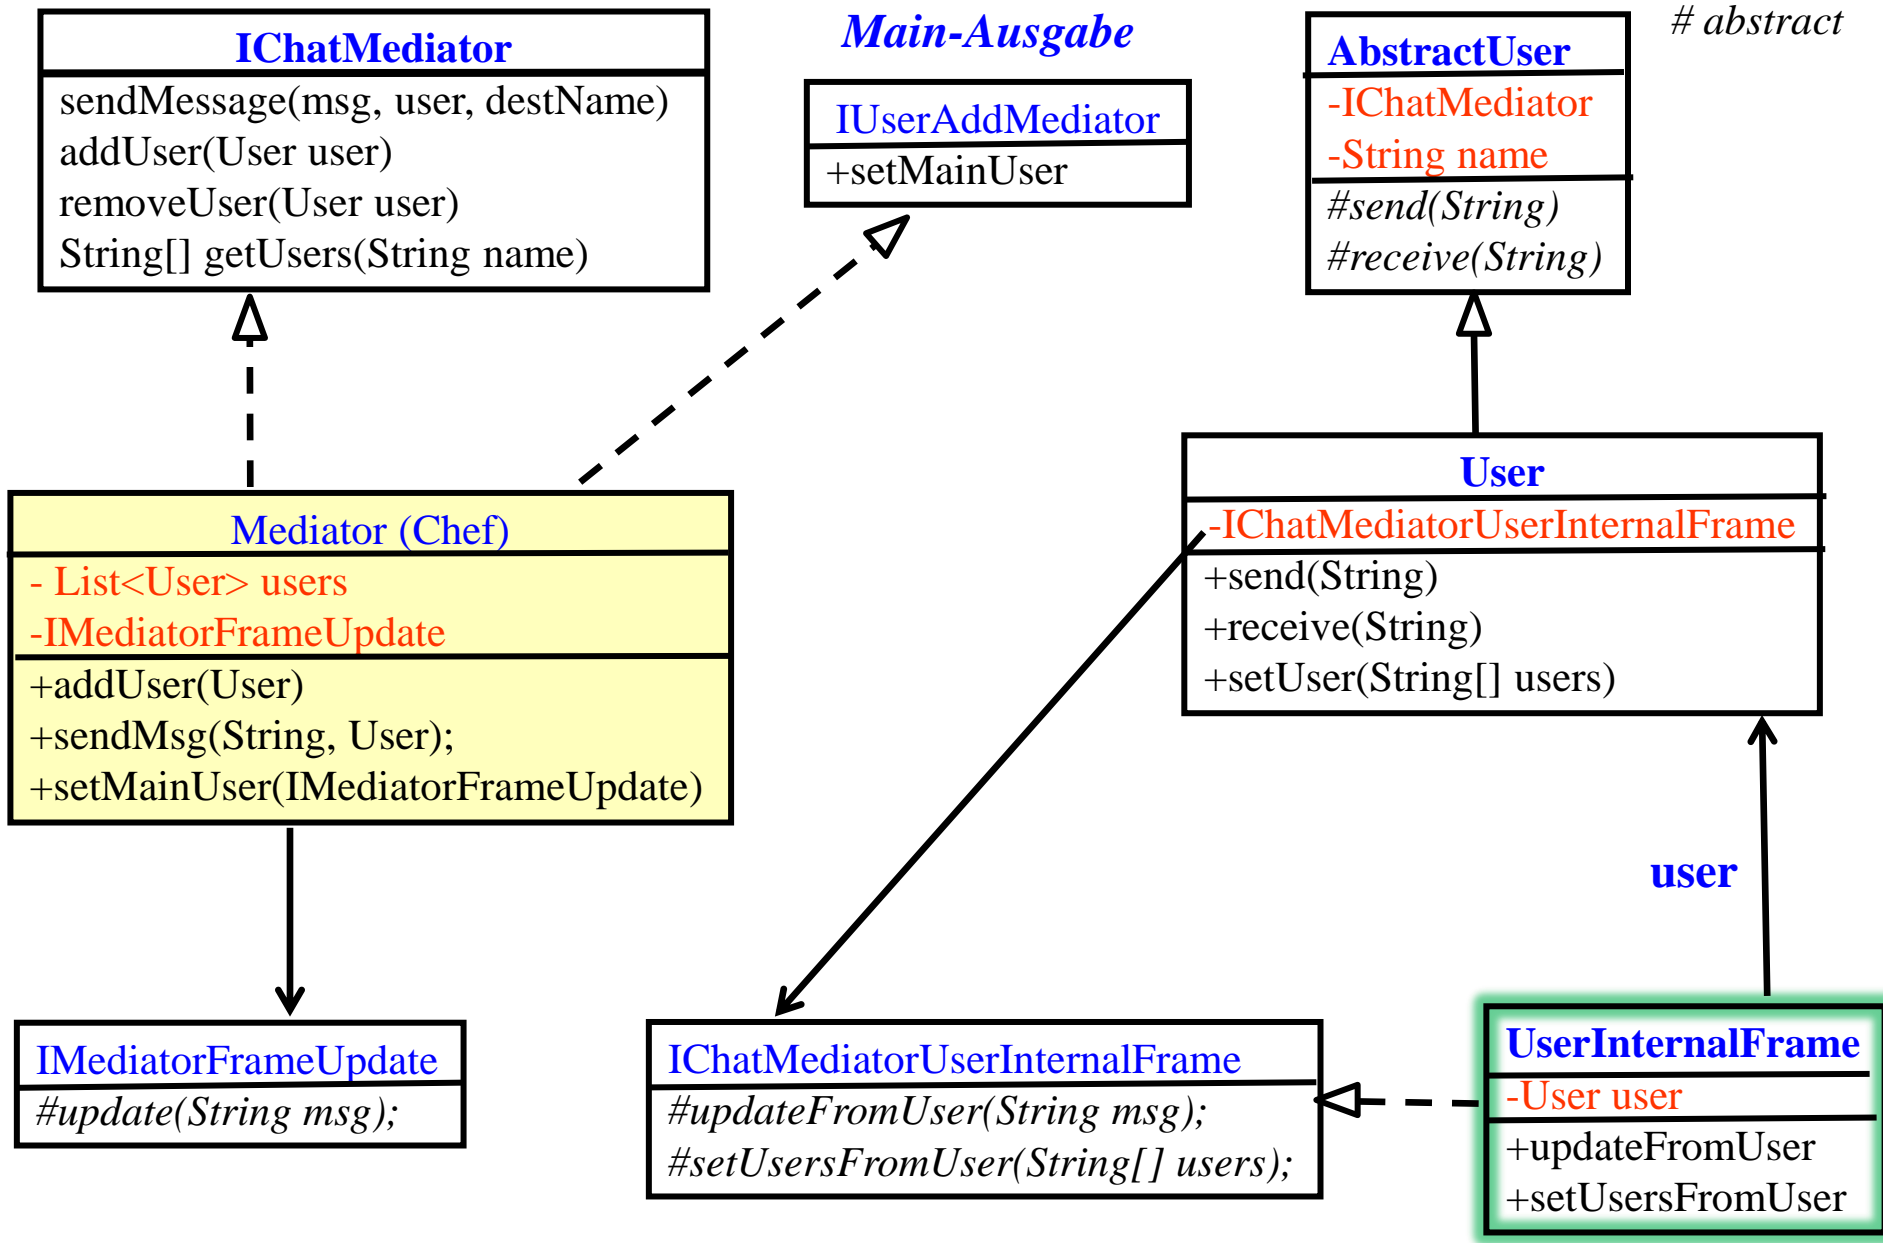 IChatMediator
sendMessage(msg, user, destName)
addUser(User user)
removeUser(User user)
String[] getUsers(String name)
Main-Ausgabe
IUserAddMediator
+setMainUser
# abstract
AbstractUser
-IChatMediator
-String name
#send(String)
#receive(String)
Mediator (Chef)
- List<User> users
-IMediatorFrameUpdate
+addUser(User)
+sendMsg(String, User);
+setMainUser(IMediatorFrameUpdate)
User
-IChatMediatorUserInternalFrame
+send(String)
+receive(String)
+setUser(String[] users)
user
IMediatorFrameUpdate
#update(String msg);
IChatMediatorUserInternalFrame
#updateFromUser(String msg);
#setUsersFromUser(String[] users);
UserInternalFrame
-User user
+updateFromUser
+setUsersFromUser